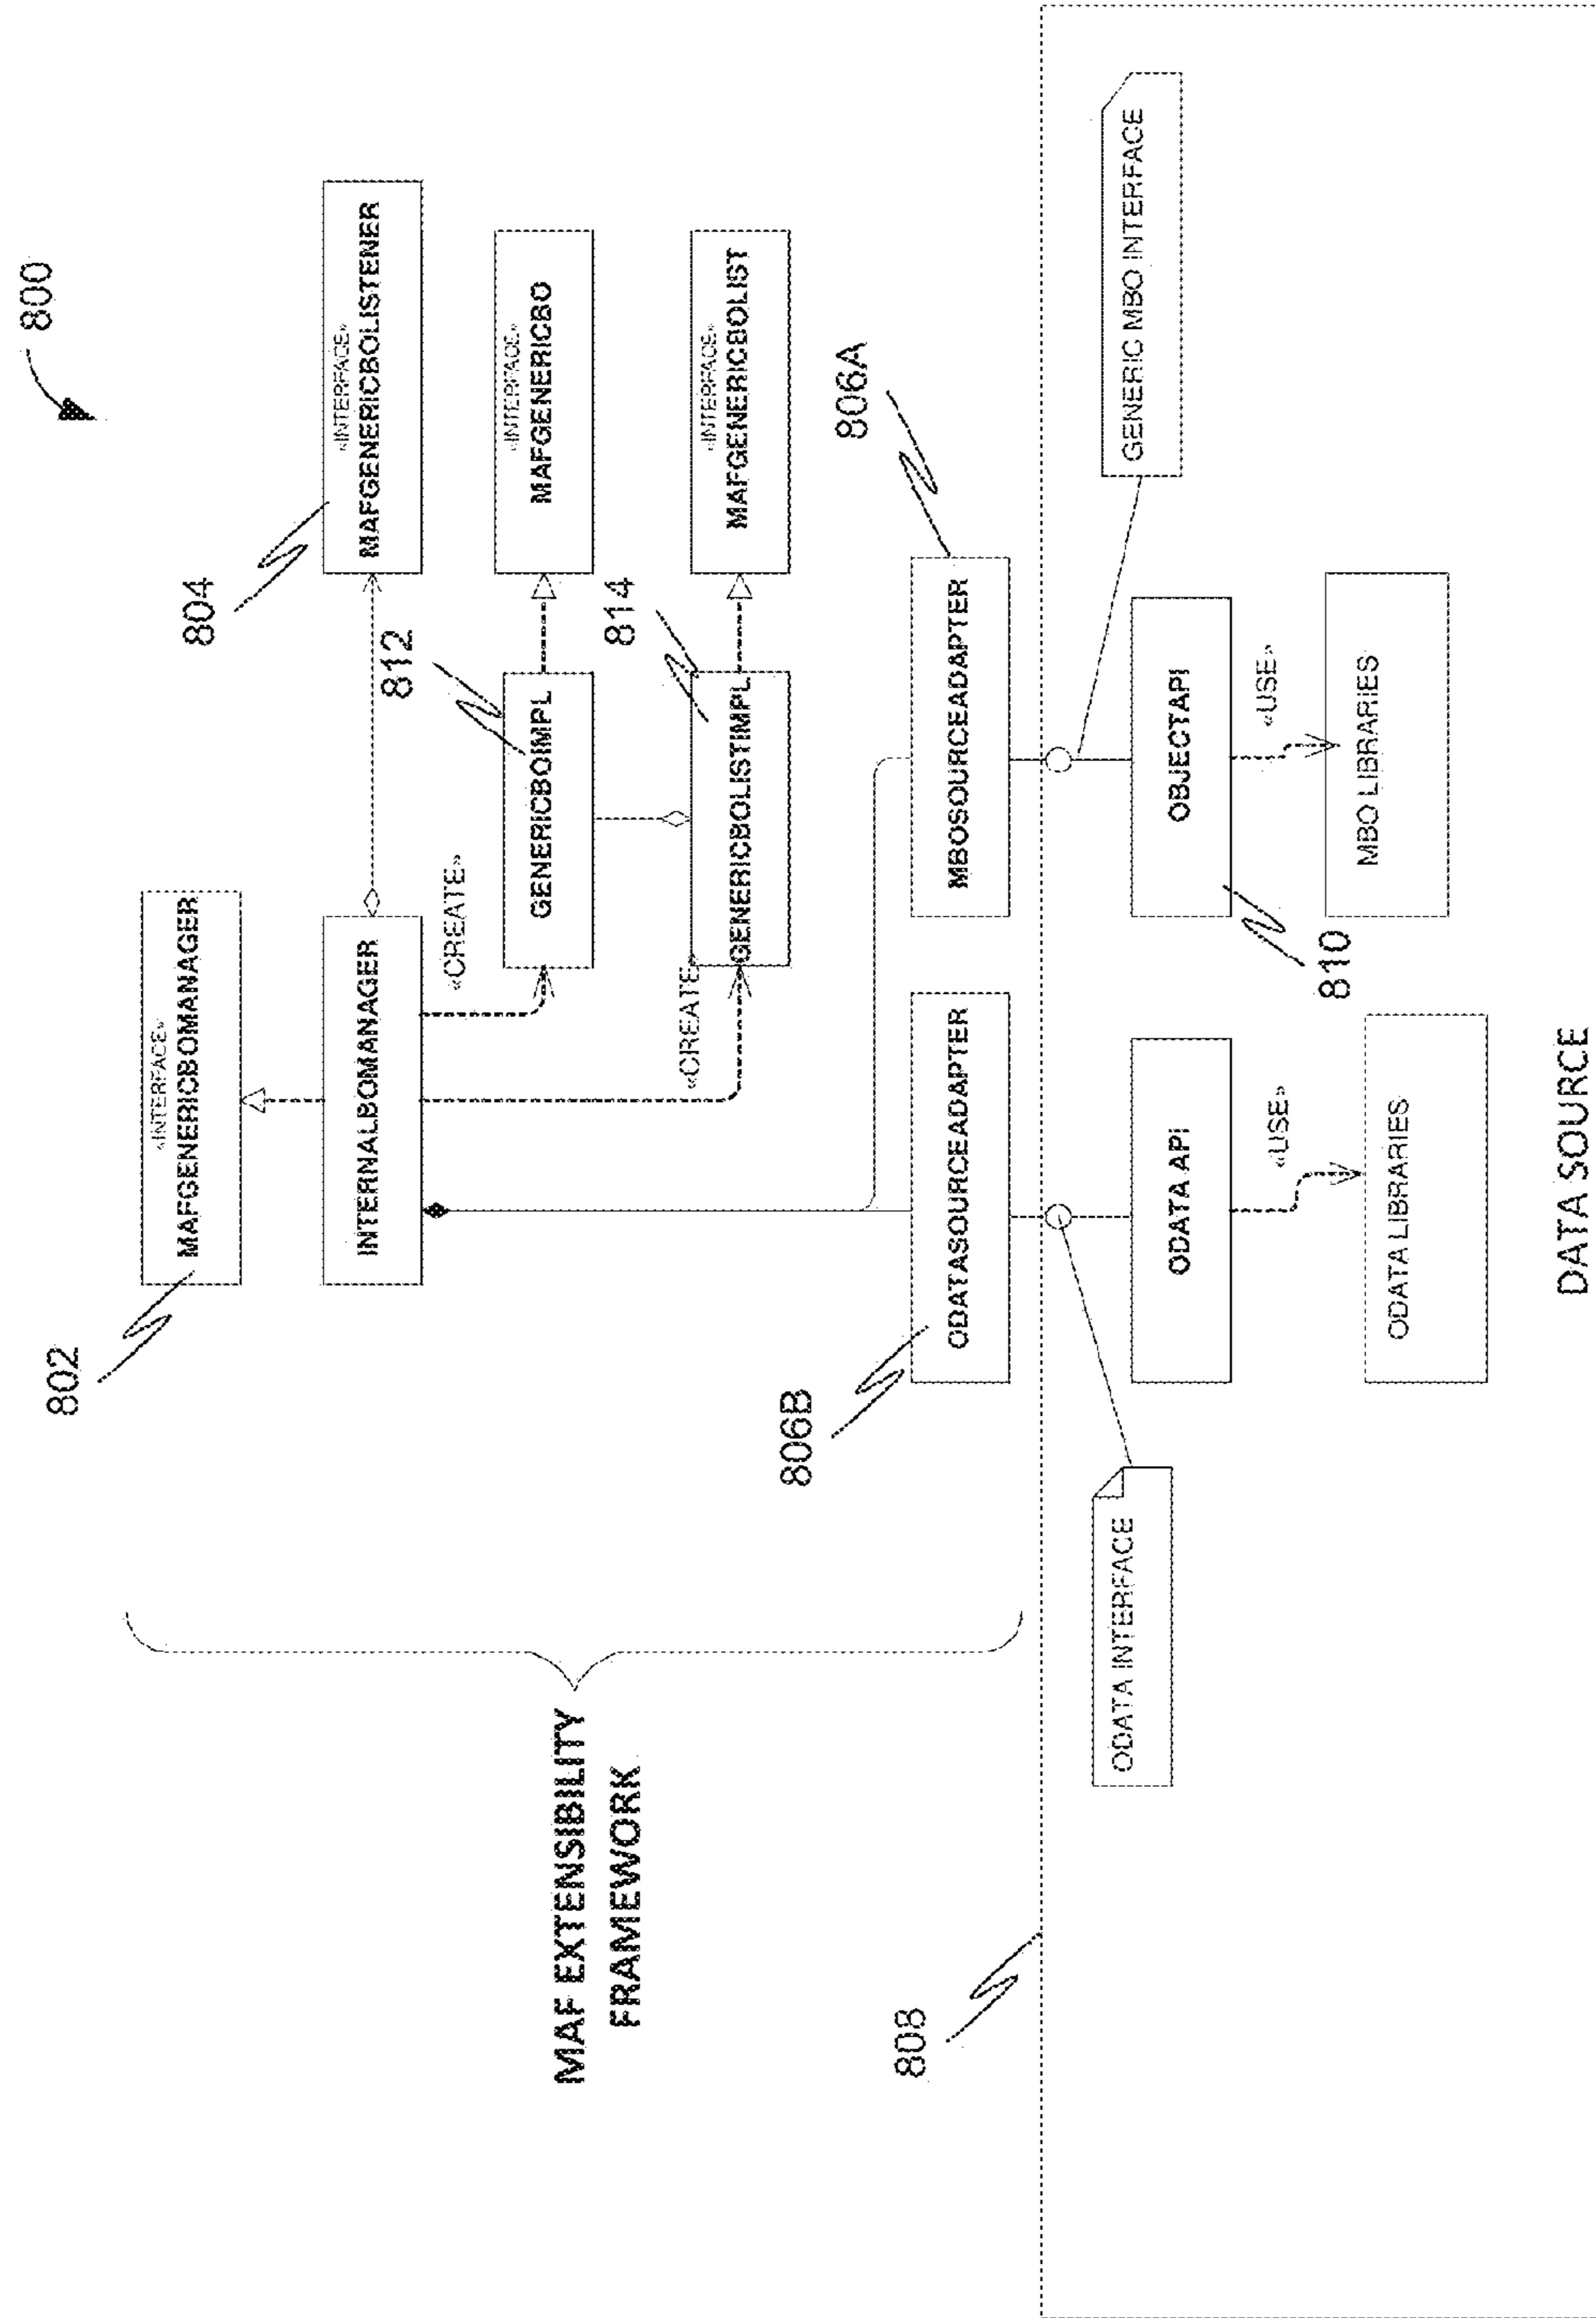 800
802
«INTERFACE»
MAFGENERICBOMANAGER
804
«INTERFACE»
MAFGENERICBOLISTENER
INTERNALBOMANAGER
812
«CREATE»
«INTERFACE»
MAFGENERICBO
GENERICBOIMPL
MAF EXTENSIBILITY
FRAMEWORK
814
«CREATE»
«INTERFACE»
MAFGENERICBOLIST
GENERICBOLISTIMPL
806B
806A
808
ODATASOURCEADAPTER
MBOSOURCEADAPTER
ODATA INTERFACE
GENERIC MBO INTERFACE
ODATA API
OBJECTAPI
«USE»
«USE»
810
MBO LIBRARIES
ODATA LIBRARIES
DATA SOURCE